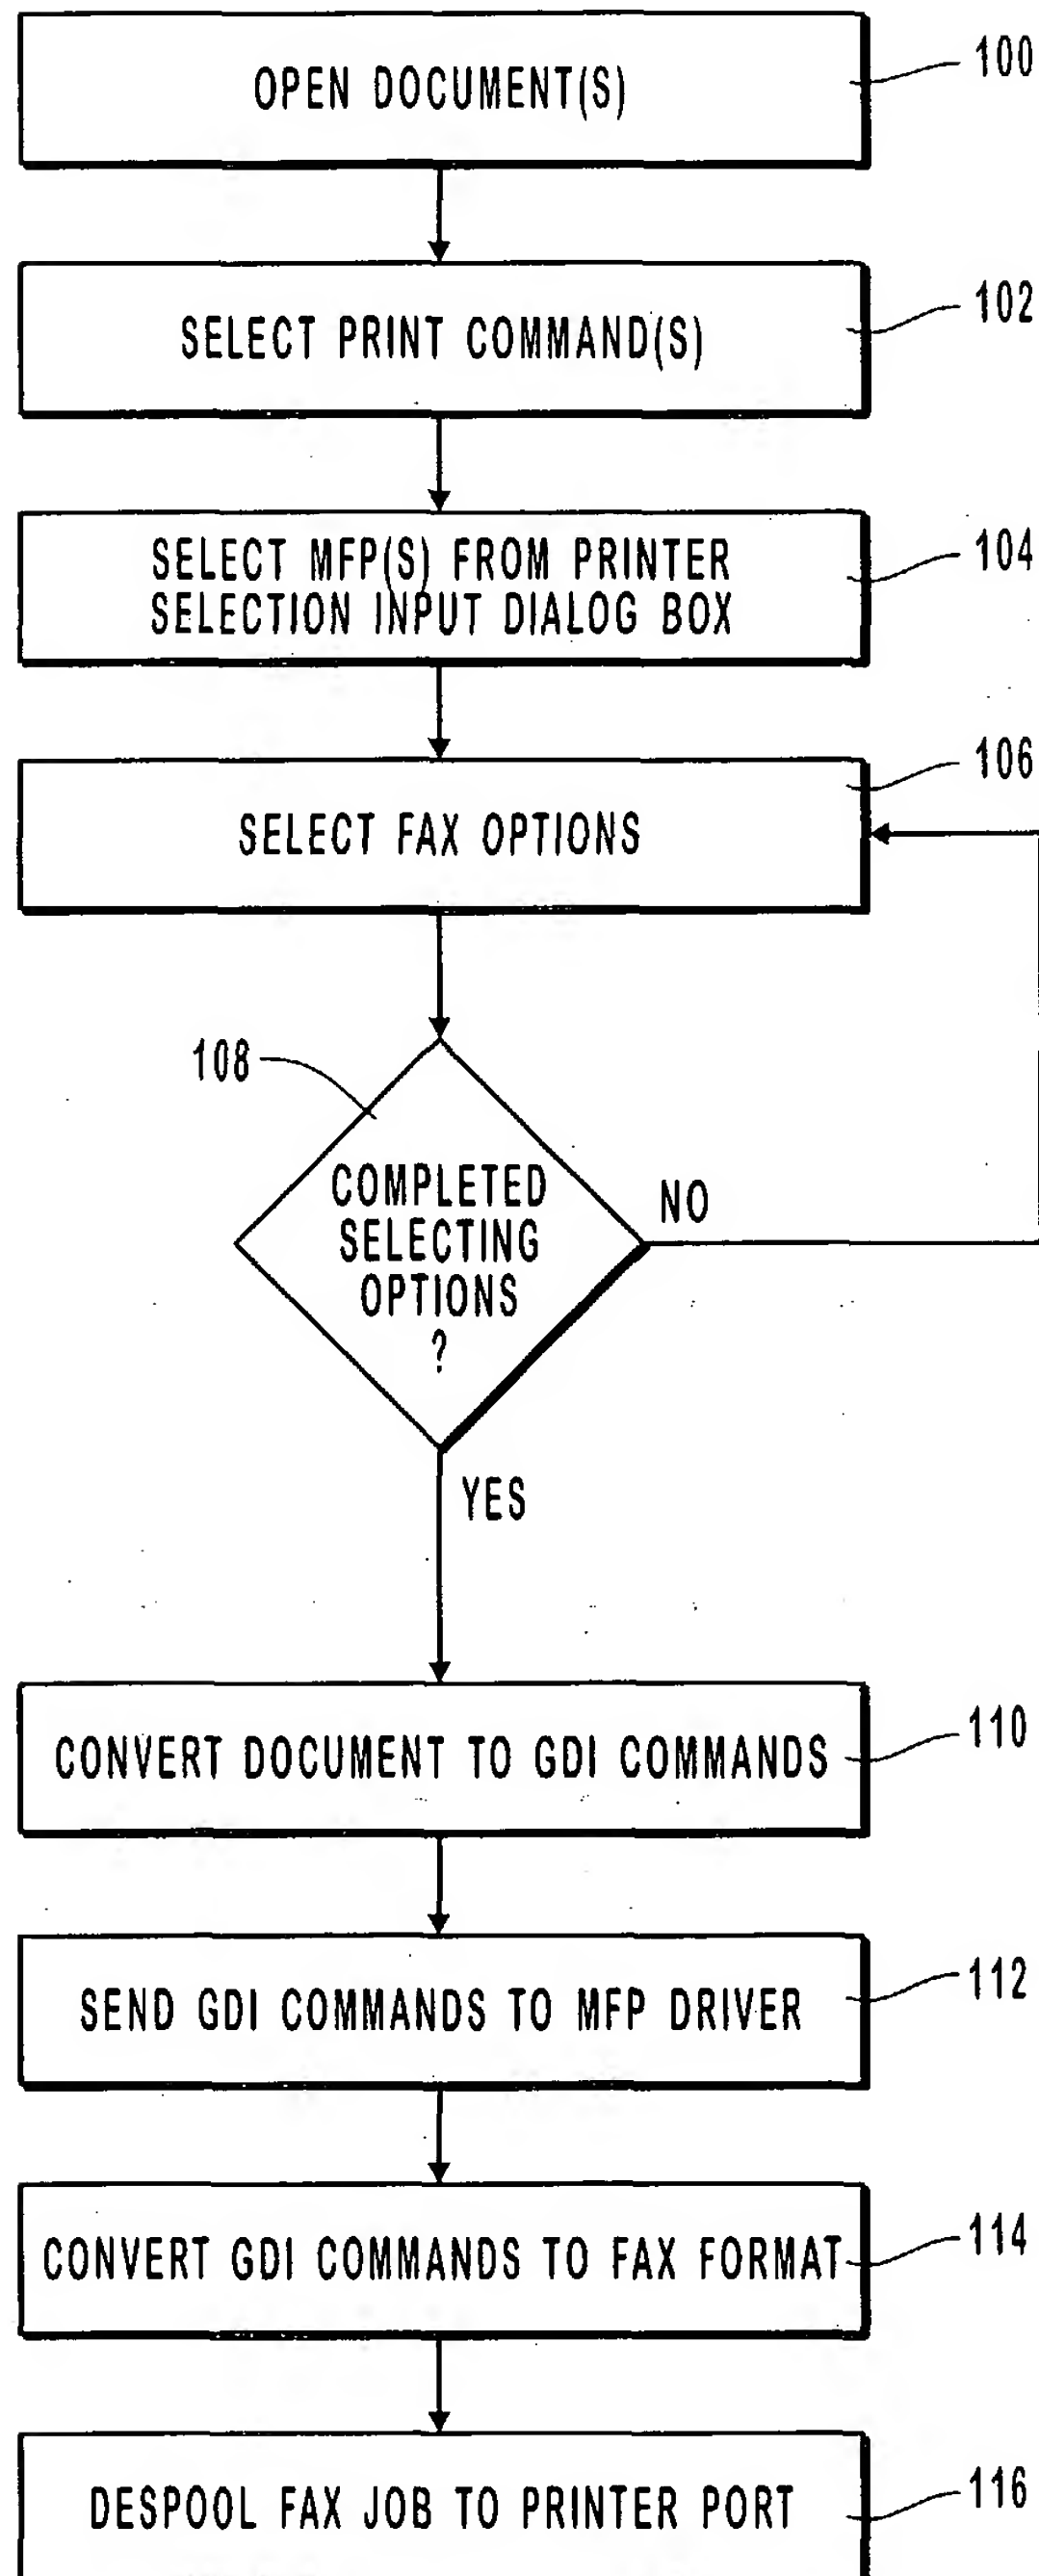 OPEN DOCUMENT(S)
100
SELECT PRINT COMMAND(S)
102
SELECT MFP(S) FROM PRINTER
SELECTION INPUT DIALOG BOX
104
SELECT FAX OPTIONS
106
108
COMPLETED
SELECTING
OPTIONS
?
NO
YES
CONVERT DOCUMENT TO GDI COMMANDS
110
SEND GDI COMMANDS TO MFP DRIVER
112
CONVERT GDI COMMANDS TO FAX FORMAT
114
DESPOOL FAX JOB TO PRINTER PORT
116